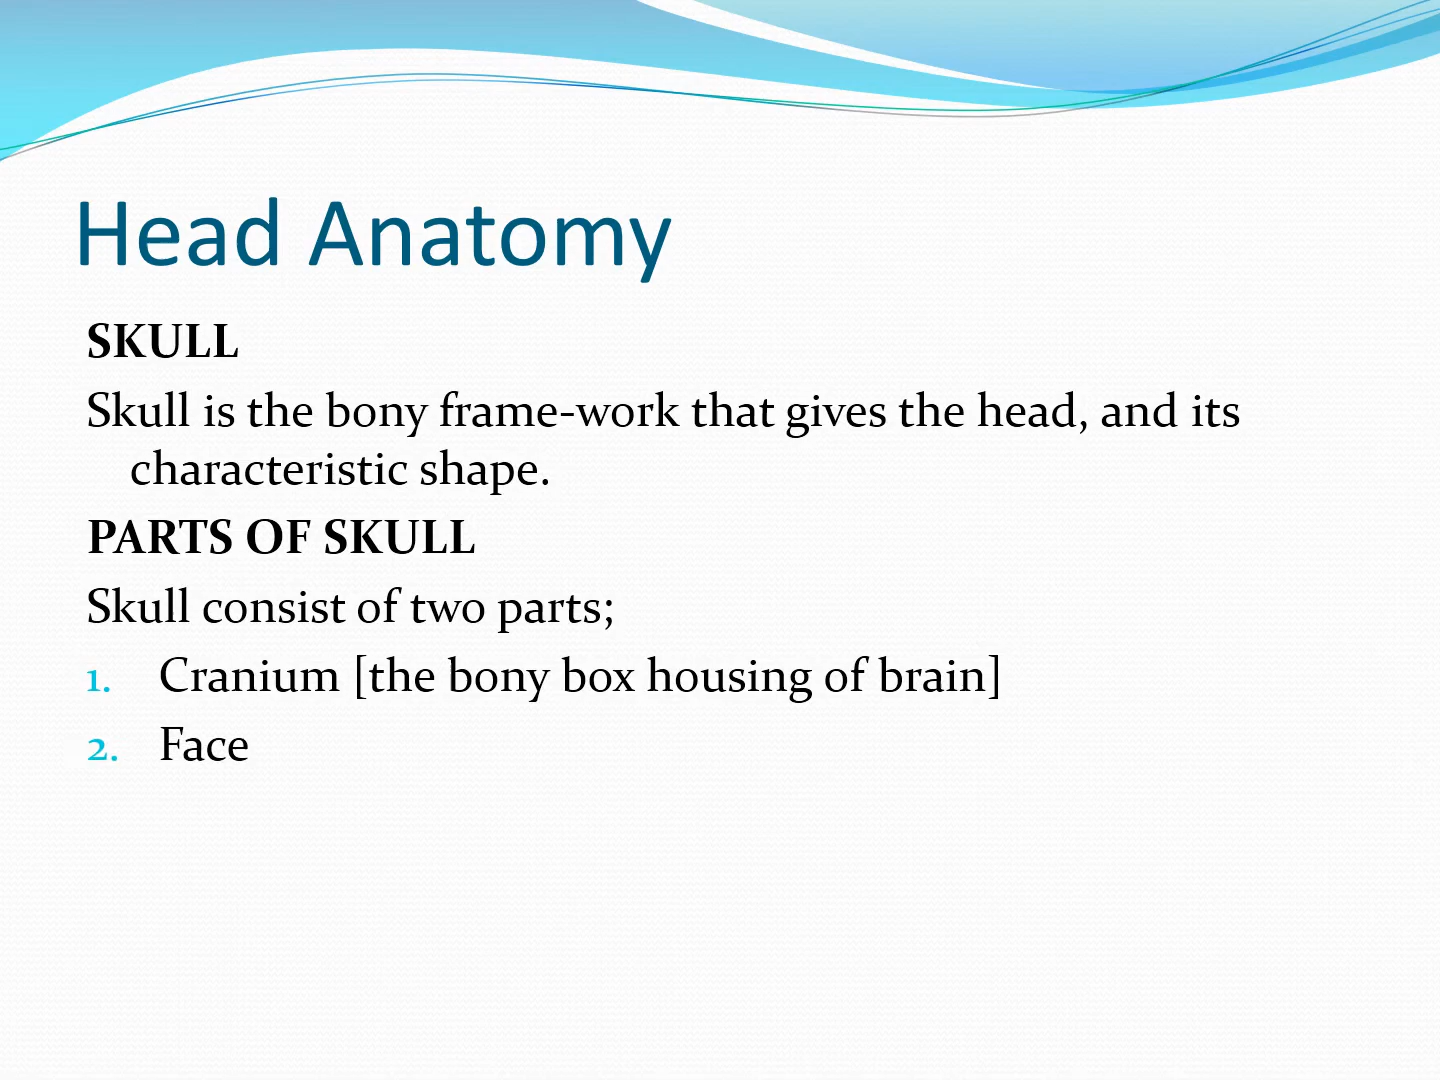 Head Anatomy
SKULL
Skull is the bony frame-work that gives the head, and its
characteristic shape.
PARTS OF SKULL
Skull consist of two parts;
1. Cranium [the bony box housing of brain]
2. Face